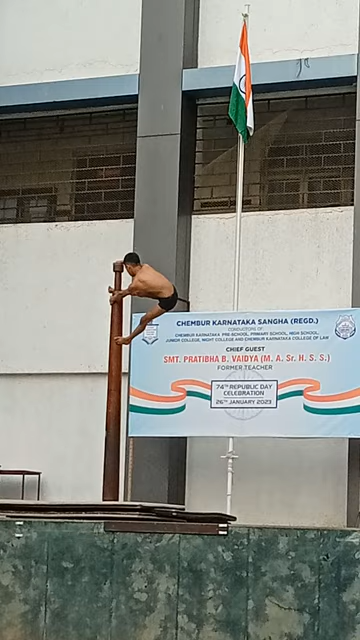 CHEMBUR KARNATAKA SANGHA (REGD.)
CONDUCTORS OF:
CHEMBUR KARNATAKA PRE-SCHOOL, PRIMARY SCHOOL, HIGH SCHOOL,
JUNIOR COLLEGE, NIGHT COLLEGE AND CHEMBUR KARNATAKA COLLEGE OF LAW
CHIEF GUEST
SMT. PRATIBHA B. VAIDYA (M. A, Sr. H. S. S.)
FORMER TEACHER
74TH REPUBLIC DAY
CELEBRATION
26TH JANUARY 2023